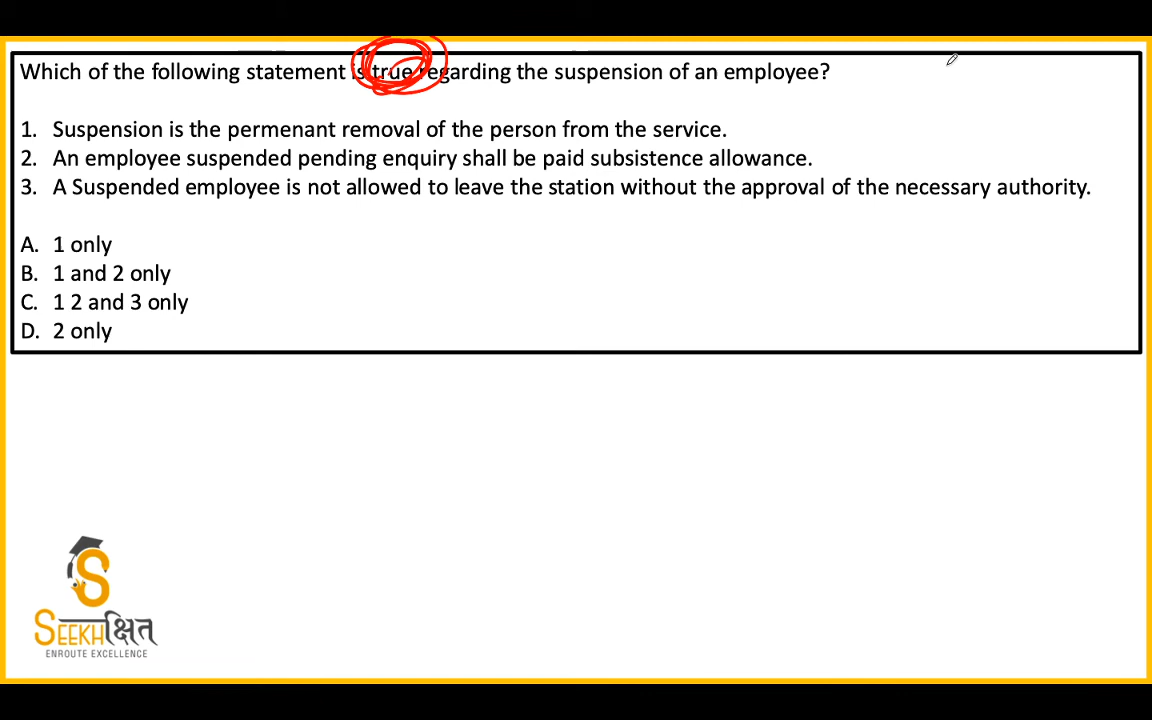 Which of the following statement is true regarding the suspension of an employee?
1. Suspension is the permenant removal of the person from the service.
2. An employee suspended pending enquiry shall be paid subsistence allowance.
3. A Suspended employee is not allowed to leave the station without the approval of the necessary authority.
A. 1 only
B. 1 and 2 only
C. 1 2 and 3 only
D. 2 only
SEEKHक्षित
ENROUTE EXCELLENCE